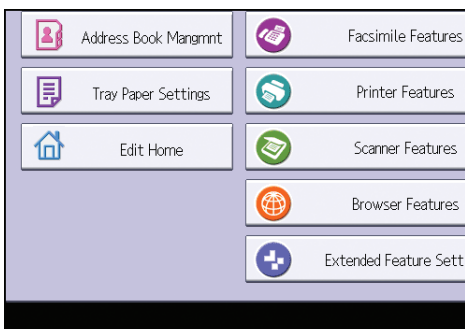 Address Book Mangmnt
Facsimile Features
Tray Paper Settings
Printer Features
Edit Home
Scanner Features
Browser Features
Extended Feature Sett